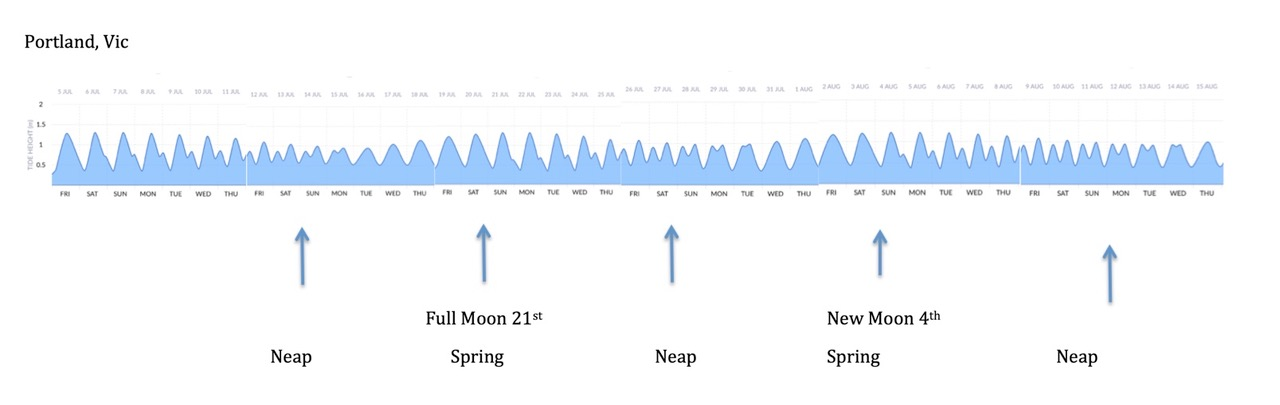 Portland, Vic
5 JUL 6 JUL 7 JUL 8 JUL 9 JUL 10 JUL 11 JUL 12 JUL 13 JUL 14 JUL 15 JUL 16 JUL 17 JUL 18 JUL 19 JUL 20 JUL 21 JUL 22 JUL 23 JUL 24 JUL 25 JUL 26 JUL 27 JUL 28 JUL 29 JUL 30 JUL 31 JUL 1 AUG 2 AUG 3 AUG 4 AUG 5 AUG 6 AUG 7 AUG 8 AUG 9 AUG 10 AUG 11 AUG 12 AUG 13 AUG 14 AUG 15 AUG
2
1.5
1
0.5
TIDE HEIGHT (m)
FRI SAT SUN MON TUE WED THU FRI SAT SUN MON TUE WED THU FRI SAT SUN MON TUE WED THU FRI SAT SUN MON TUE WED THU FRI SAT SUN MON TUE WED THU FRI SAT SUN MON TUE WED THU
Full Moon 21st New Moon 4th
Neap Spring Neap Spring Neap